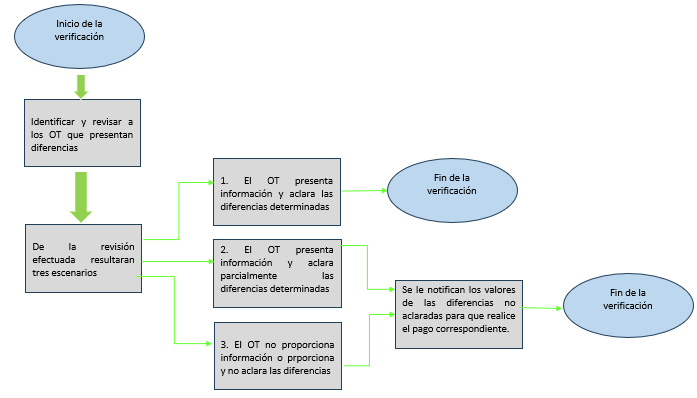 Inicio de la
verificación
Identificar y revisar a
los OT que presentan
diferencias
De la revisión
efectuada resultaran
tres escenarios
1. El OT presenta
información y aclara las
diferencias determinadas
Fin de la
verificación
2. El OT presenta
información y aclara
parcialmente las
diferencias determinadas
3. El OT no proporciona
información o prporciona
y no aclara las diferencias
Se le notifican los valores
de las diferencias no
aclaradas para que realice
el pago correspondiente.
Fin de la
verificación